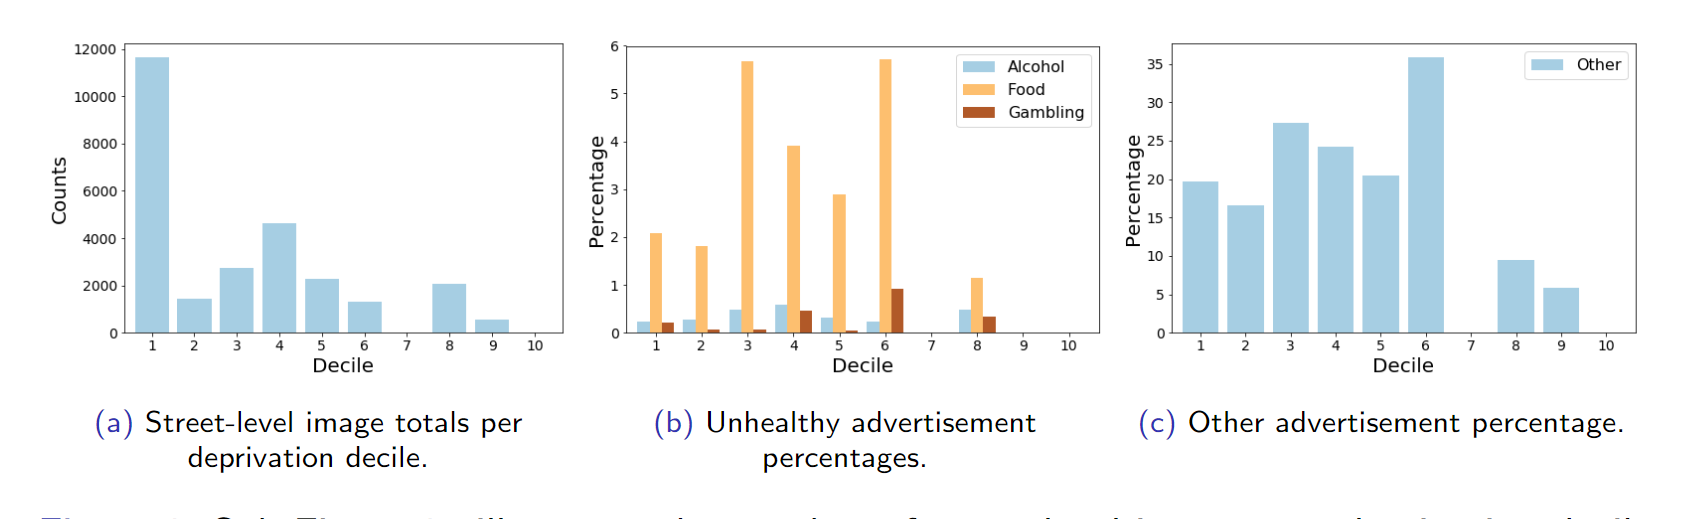 12000
10000
8000
6000
4000
2000
0
Counts
1 2 3 4 5 6 7 8 9 10
Decile
6
5
4
3
2
1
0
Percentage
Alcohol
Food
Gambling
1 2 3 4 5 6 7 8 9 10
Decile
35
30
25
20
15
10
5
0
Percentage
Other
1 2 3 4 5 6 7 8 9 10
Decile
(a) Street-level image totals per
deprivation decile.
(b) Unhealthy advertisement
percentages.
(c) Other advertisement percentage.